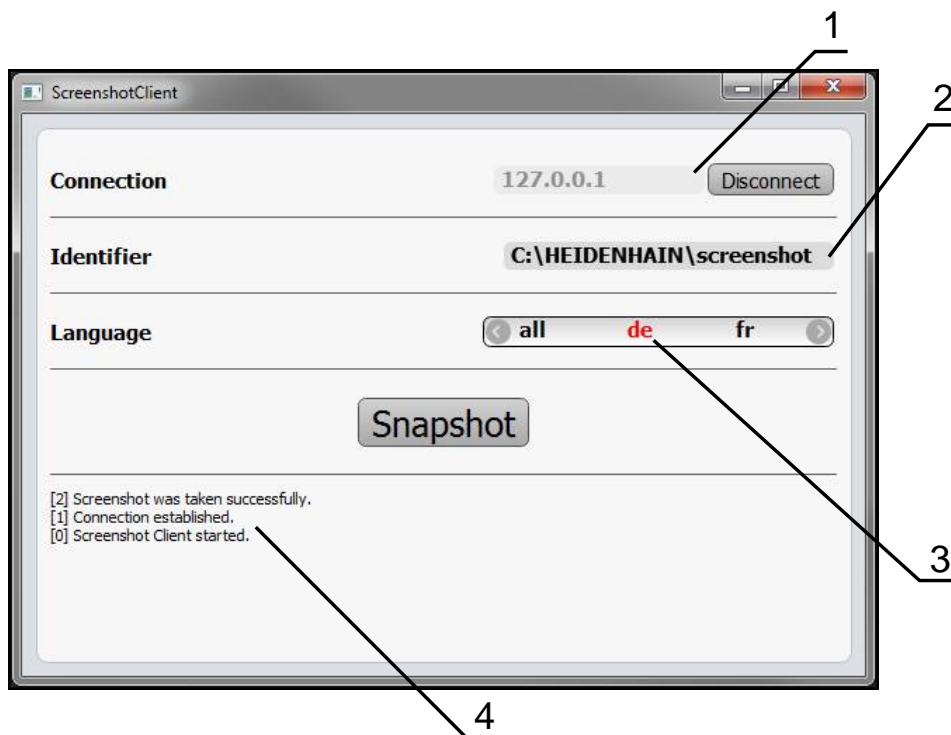 1
ScreenshotClient
2
Connection 127.0.0.1 Disconnect
Identifier C:\HEIDENHAIN\screenshot
Language all de fr
Snapshot
[2] Screenshot was taken successfully.
[1] Connection established.
[0] Screenshot Client started.
3
4